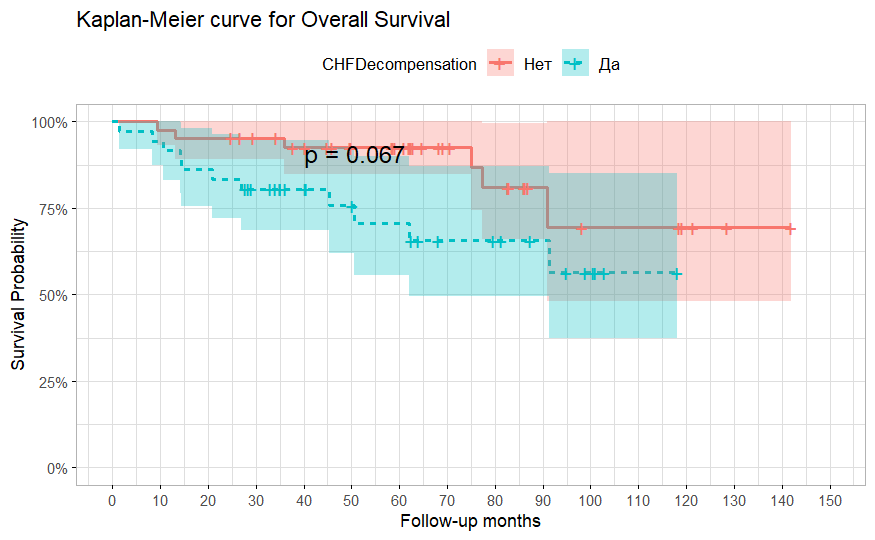 Kaplan-Meier curve for Overall Survival
CHFDecompensation Нет Да
100%
75%
50%
25%
0%
p = 0.067
Survival Probability
0 10 20 30 40 50 60 70 80 90 100 110 120 130 140 150
Follow-up months